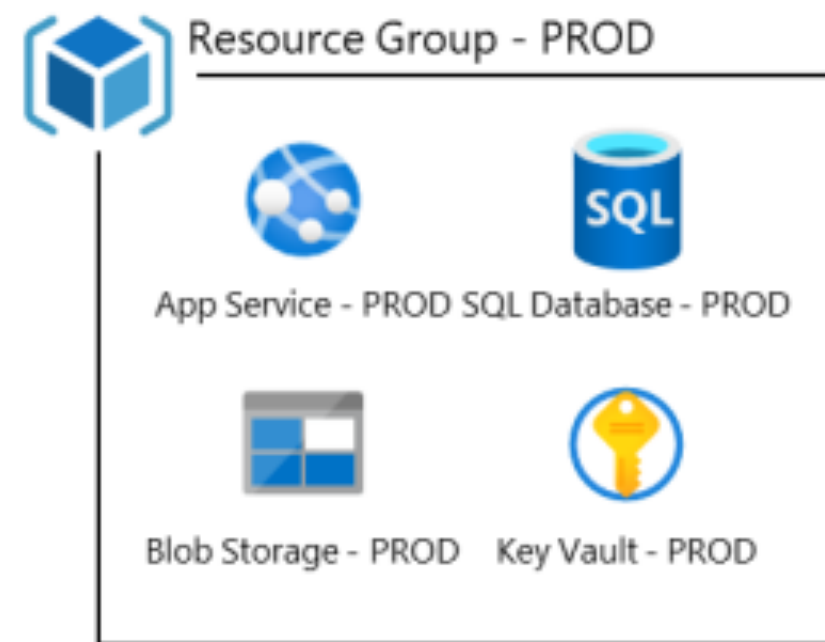 Resource Group - PROD
SQL
App Service - PROD SQL Database - PROD
Blob Storage - PROD Key Vault - PROD